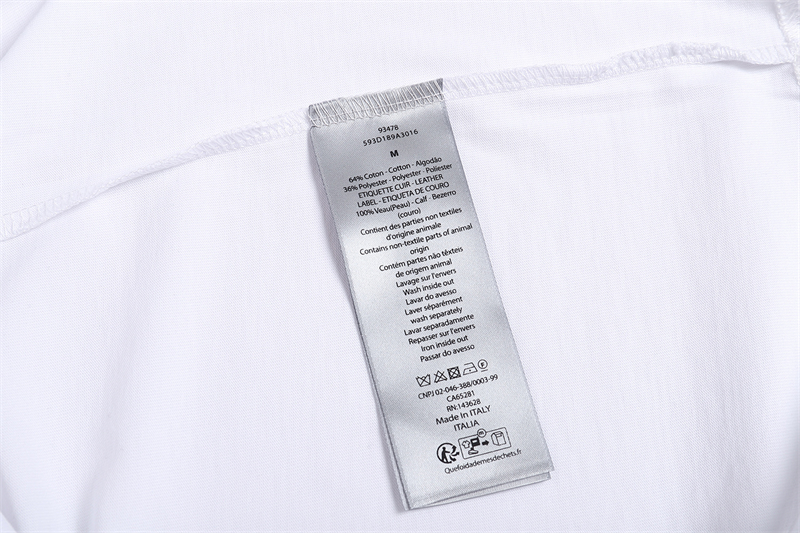 93478
593D189A3016
M
64% Coton - Cotton - Algodão
36% Polyester - Polyester - Poliester
ETIQUETTE CUIR - LEATHER
LABEL - ETIQUETA DE COURO
100% Veau(Peau) - Calf - Bezerro
(couro)
Contient des parties non textiles
d'origine animale
Contains non-textile parts of animal
origin
Contém partes não têxteis
de origem animal
Lavage sur l'envers
Wash inside out
Lavar do avesso
Laver séparément
wash separately
Lavar separadamente
Repasser sur l'envers
Iron inside out
Passar do avesso
CNPJ 02-046-388/0003-99
CA65281
RN:143628
Made In ITALY
ITALIA
Quefoidademesdechets.fr